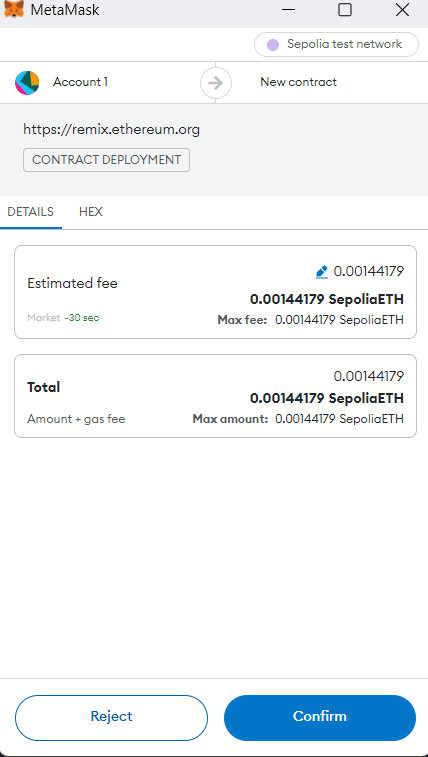 MetaMask
Sepolia test network
Account 1
New contract
https://remix.ethereum.org
CONTRACT DEPLOYMENT
DETAILS HEX
Estimated fee
0.00144179
0.00144179 SepoliaETH
Market ~30 sec
Max fee: 0.00144179 SepoliaETH
0.00144179
Total
0.00144179 SepoliaETH
Amount + gas fee
Max amount: 0.00144179 SepoliaETH
Reject
Confirm